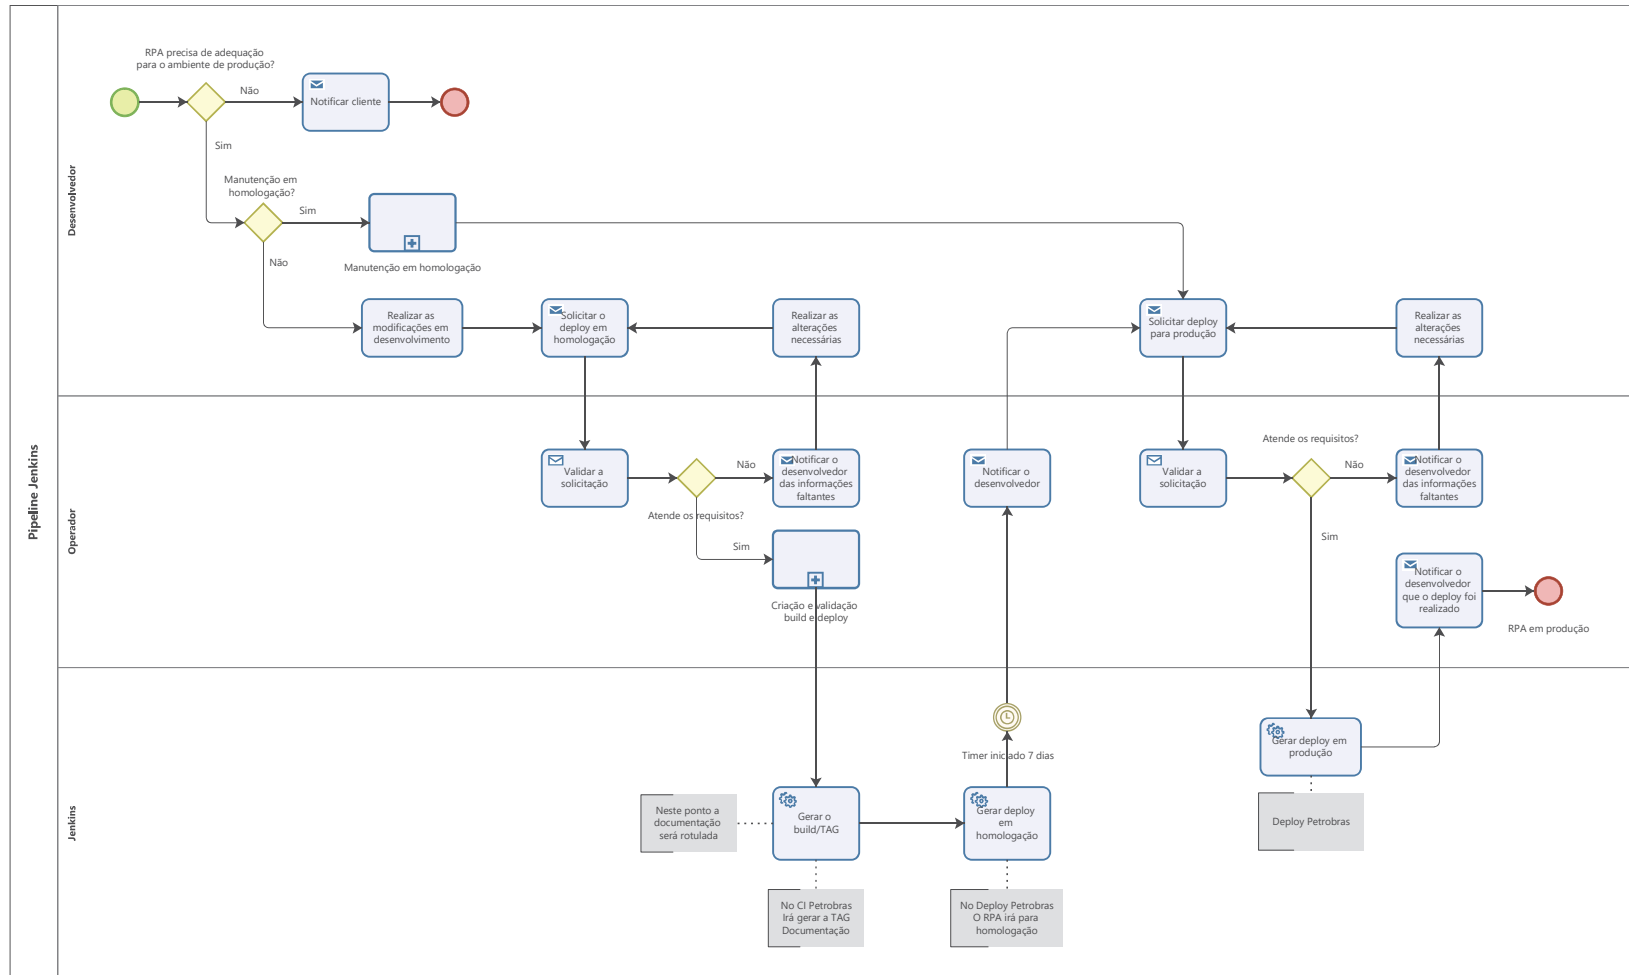 Pipeline Jenkins
Desenvolvedor
RPA precisa de adequação
para o ambiente de produção?
Não
Notificar cliente
Sim
Manutenção em
homologação?
Sim
Manutenção em homologação
Não
Realizar as
modificações em
desenvolvimento
Solicitar o
deploy em
homologação
Realizar as
alterações
necessárias
Solicitar deploy
para produção
Realizar as
alterações
necessárias
Operador
Validar a
solicitação
Atende os requisitos?
Não
Notificar o
desenvolvedor
das informações
faltantes
Sim
Criação e validação
build e deploy
Notificar o
desenvolvedor
Validar a
solicitação
Atende os requisitos?
Não
Notificar o
desenvolvedor
das informações
faltantes
Sim
Notificar o
desenvolvedor
que o deploy foi
realizado
RPA em produção
Jenkins
Timer iniciado 7 dias
Gerar deploy em
produção
Deploy Petrobras
Neste ponto a
documentação
será rotulada
Gerar o
build/TAG
Gerar deploy
em
homologação
No CI Petrobras
Irá gerar a TAG
Documentação
No Deploy Petrobras
O RPA irá para
homologação